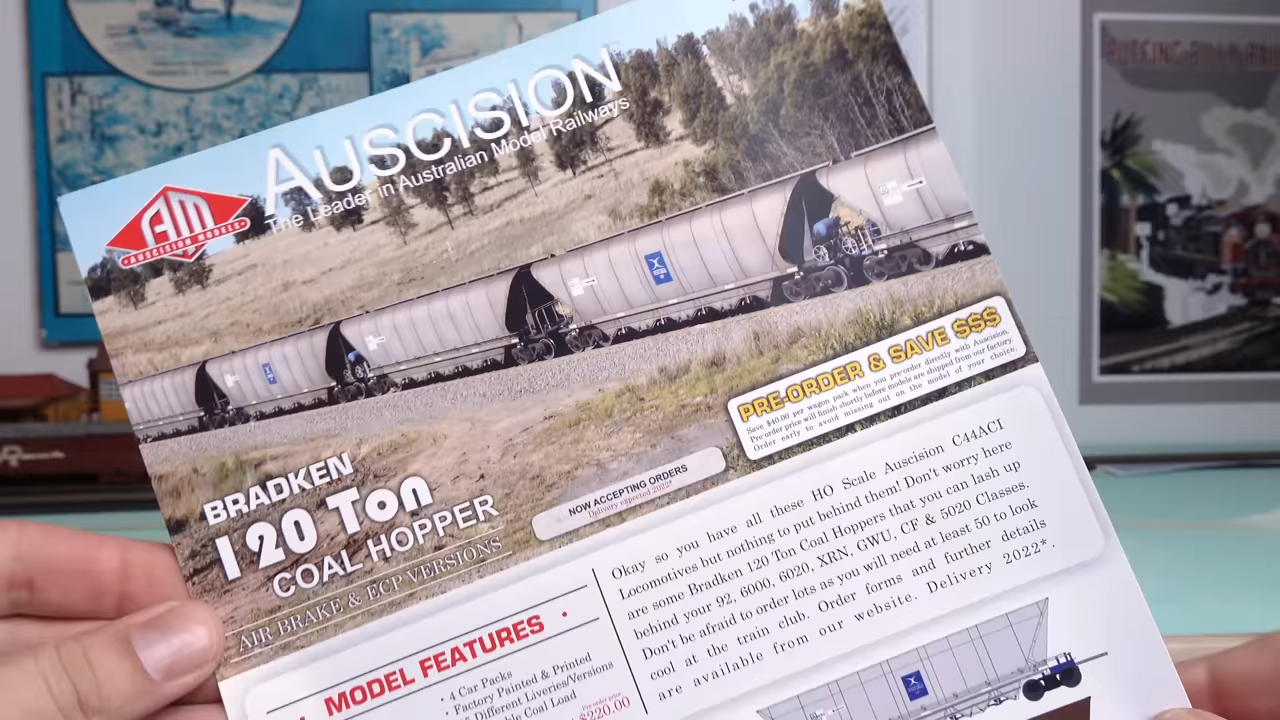 AUSCISION
The Leader in Australian Model Railways
AM
AUSCISION MODELS
PRE-ORDER & SAVE $$$
Save $40.00 per wagon pack when you pre-order directly with Auscision.
Pre-order price will finish shortly before models are shipped from our factory.
Order early to avoid missing out on the model of your choice.
BRADKEN
120 Ton
COAL HOPPER
AIR BRAKE & ECP VERSIONS
NOW ACCEPTING ORDERS
Delivery expected 2022*
Okay so you have all these HO Scale Auscision C44ACI
Locomotives but nothing to put behind them! Don't worry here
are some Bradken 120 Ton Coal Hoppers that you can lash up
behind your 92, 6000, 6020, XRN, GWU, CF & 5020 Classes.
Don't be afraid to order lots as you will need at least 50 to look
cool at the train club. Order forms and further details
are available from our website. Delivery 2022*.
MODEL FEATURES •
• 4 Car Packs
• Factory Painted & Printed
5 Different Liveries/Versions
Coal Load
Pre-order price
$220.00